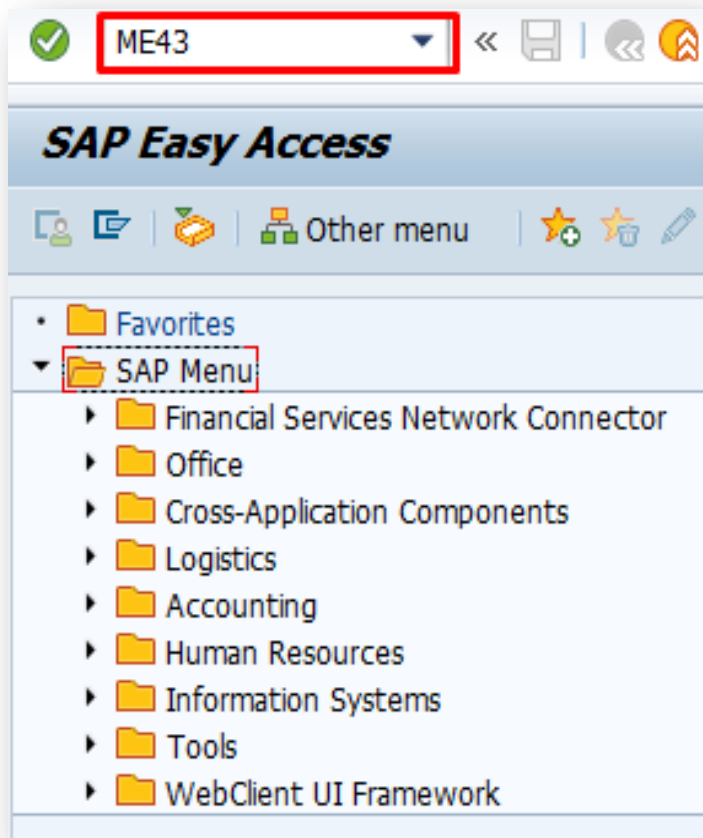 ME43
SAP Easy Access
Other menu
Favorites
SAP Menu
Financial Services Network Connector
Office
Cross-Application Components
Logistics
Accounting
Human Resources
Information Systems
Tools
WebClient UI Framework